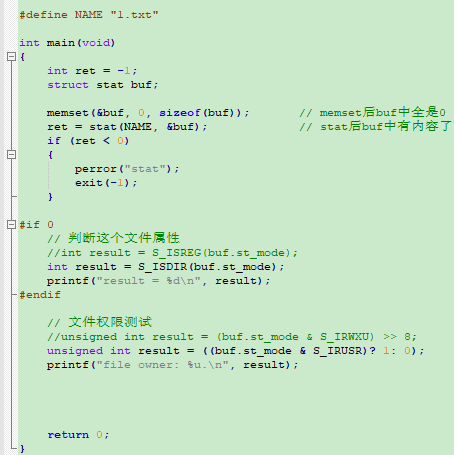 #define NAME "1.txt"
int main(void)
{
int ret = -1;
struct stat buf;
memset(&buf, 0, sizeof(buf)); // memset后buf中全是0
ret = stat(NAME, &buf); // stat后buf中有内容了
if (ret < 0)
{
perror("stat");
exit(-1);
}
#if 0
// 判断这个文件属性
//int result = S_ISREG(buf.st_mode);
int result = S_ISDIR(buf.st_mode);
printf("result = %d\n", result);
#endif
// 文件权限测试
//unsigned int result = (buf.st_mode & S_IRWXU) >> 8;
unsigned int result = ((buf.st_mode & S_IRUSR)? 1: 0);
printf("file owner: %u.\n", result);
return 0;
}